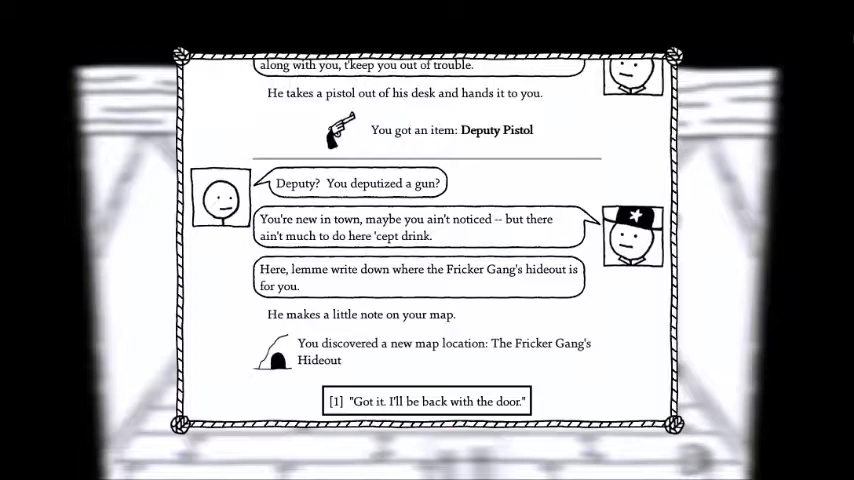 along with you, t'keep you out of trouble.
He takes a pistol out of his desk and hands it to you.
You got an item: Deputy Pistol
Deputy? You deputized a gun?
You're new in town, maybe you ain't noticed -- but there
ain't much to do here 'cept drink.
Here, lemme write down where the Fricker Gang's hideout is
for you.
He makes a little note on your map.
You discovered a new map location: The Fricker Gang's
Hideout
[1] "Got it. I'll be back with the door."